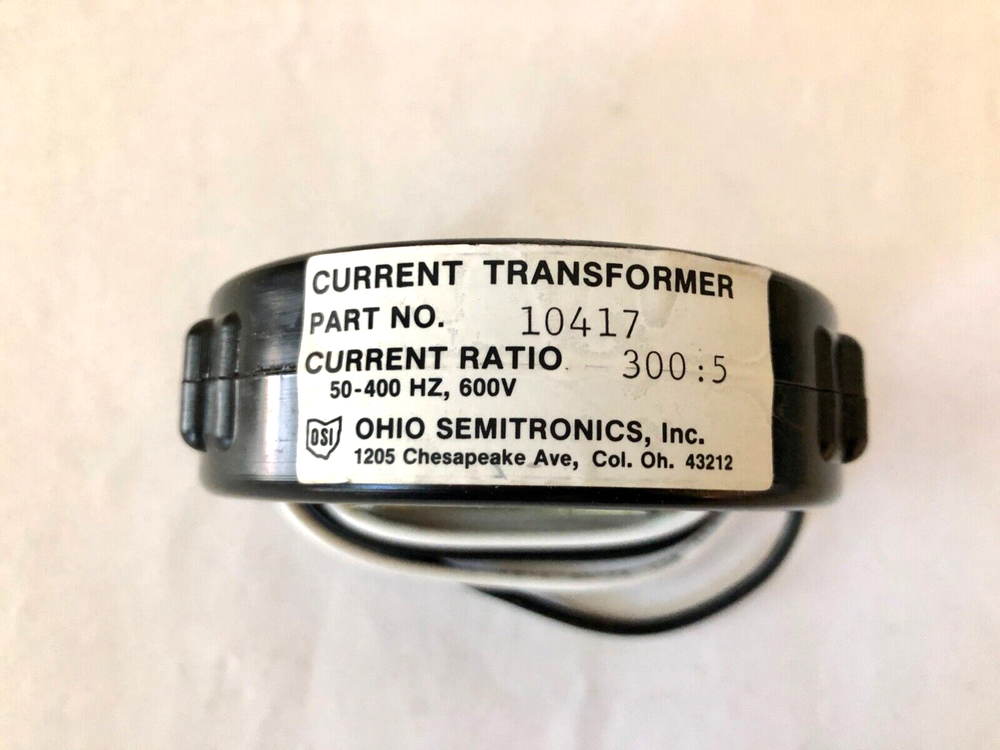 CURRENT TRANSFORMER
PART NO. 10417
CURRENT RATIO 300:5
50-400 HZ, 600V
OSI OHIO SEMITRONICS, Inc.
1205 Chesapeake Ave, Col. Oh. 43212